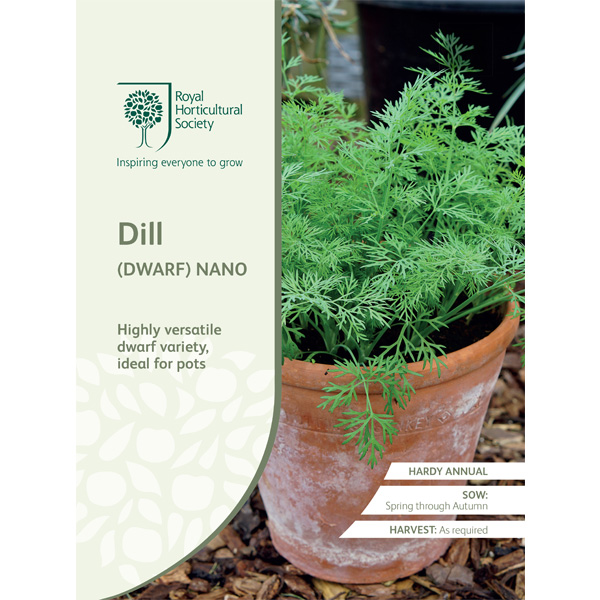 Royal
Horticultural
Society
Inspiring everyone to grow
Dill
(DWARF) NANO
Highly versatile
dwarf variety,
ideal for pots
HARDY ANNUAL
SOW:
Spring through Autumn
HARVEST: As required